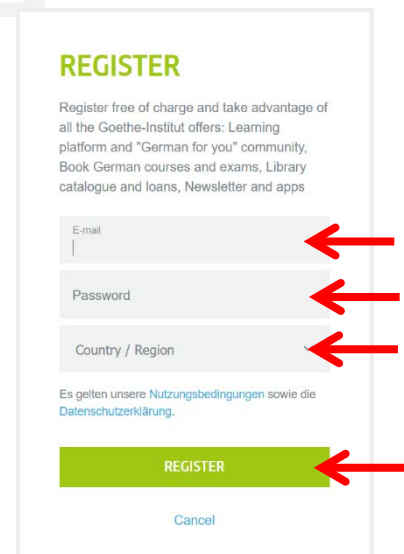 REGISTER
Register free of charge and take advantage of
all the Goethe-Institut offers: Learning
platform and "German for you" community,
Book German courses and exams, Library
catalogue and loans, Newsletter and apps
E-mail
Password
Country / Region
Es gelten unsere Nutzungsbedingungen sowie die
Datenschutzerklärung.
REGISTER
Cancel